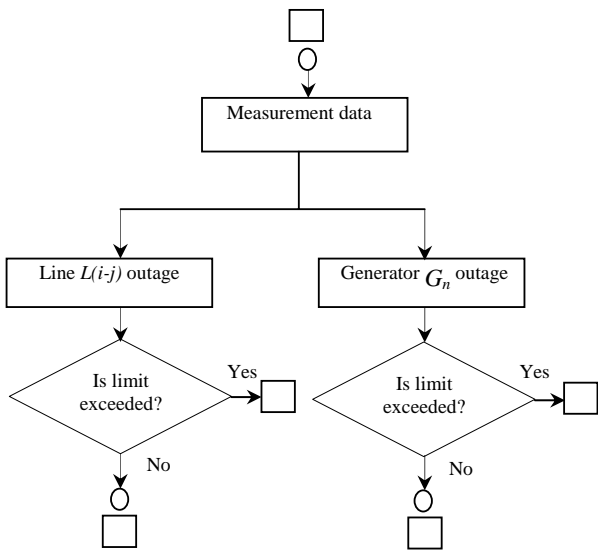 Measurement data
Line L(i-j) outage
Generator Gn outage
Is limit
exceeded?
Yes
No
Is limit
exceeded?
Yes
No